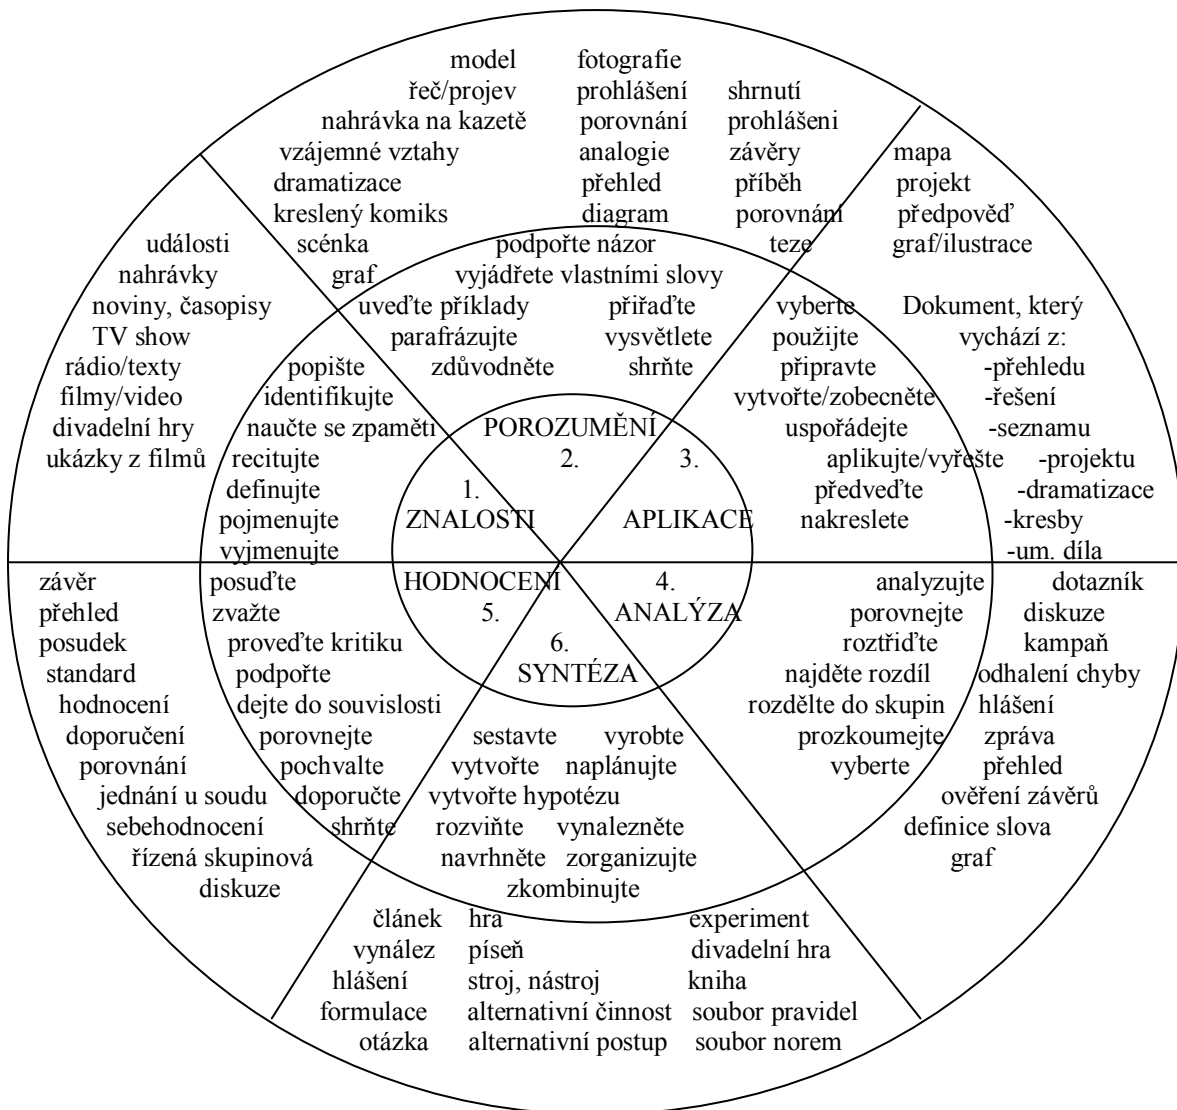 model
řeč/projev
nahrávka na kazetě
vzájemné vztahy
dramatizace
kreslený komiks
scénka
graf
fotografie
prohlášení
porovnání
analogie
přehled
diagram
shrnutí
prohlášeni
závěry
příběh
porovnání
teze
podpořte názor
vyjádřete vlastními slovy
uveďte příklady
parafrázujte
zdůvodněte
přiřaďte
vysvětlete
shrňte
POROZUMĚNÍ
2.
mapa
projekt
předpověď
graf/ilustrace
Dokument, který
vychází z:
-přehledu
-řešení
-seznamu
-projektu
-dramatizace
-kresby
-um. díla
vyberte
použijte
připravte
vytvořte/zobecněte
uspořádejte
aplikujte/vyřešte
předveďte
nakreslete
3.
APLIKACE
události
nahrávky
noviny, časopisy
TV show
rádio/texty
filmy/video
divadelní hry
ukázky z filmů
popište
identifikujte
naučte se zpaměti
recitujte
definujte
pojmenujte
vyjmenujte
1.
ZNALOSTI
závěr
přehled
posudek
standard
hodnocení
doporučení
porovnání
jednání u soudu
sebehodnocení
řízená skupinová
diskuze
posuďte
zvažte
proveďte kritiku
podpořte
dejte do souvislosti
porovnejte
pochvalte
doporučte
shrňte
HODNOCENI
5.
4.
ANALÝZA
analyzujte
porovnejte
roztřiďte
najděte rozdíl
rozdělte do skupin
prozkoumejte
vyberte
dotazník
diskuze
kampaň
odhalení chyby
hlášení
zpráva
přehled
ověření závěrů
definice slova
graf
6.
SYNTÉZA
sestavte vyrobte
vytvořte naplánujte
vytvořte hypotézu
rozviňte vynalezněte
navrhněte zorganizujte
zkombinujte
článek
vynález
hlášení
formulace
otázka
hra
píseň
stroj, nástroj
alternativní činnost
alternativní postup
experiment
divadelní hra
kniha
soubor pravidel
soubor norem